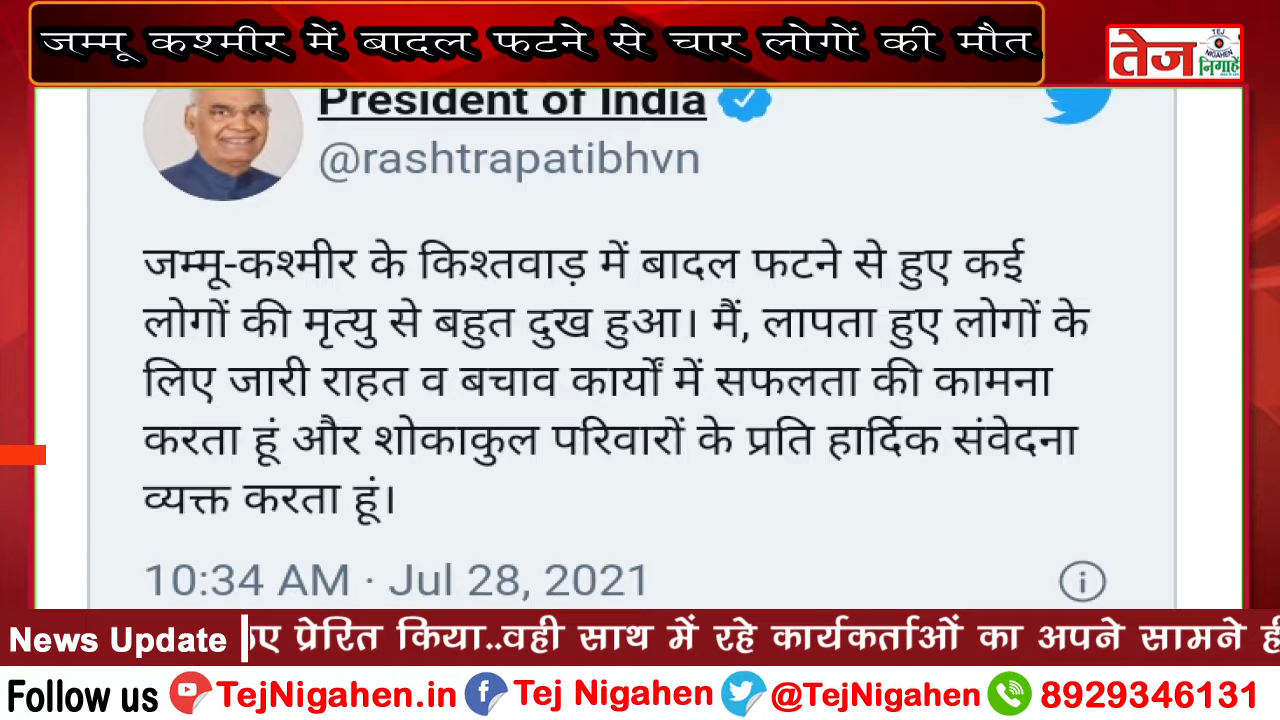 जम्मू कश्मीर में बादल फटने से चार लोगों की मौत
तेज
TEJ
NIGAHEN
निगाहें
President of India
@rashtrapatibhvn
जम्मू-कश्मीर के किश्तवाड़ में बादल फटने से हुए कई
लोगों की मृत्यु से बहुत दुख हुआ। मैं, लापता हुए लोगों के
लिए जारी राहत व बचाव कार्यों में सफलता की कामना
करता हूं और शोकाकुल परिवारों के प्रति हार्दिक संवेदना
व्यक्त करता हूं।
10:34 AM · Jul 28, 2021
News Update
प्रेरित किया..वही साथ में रहे कार्यकर्ताओं का अपने सामने ही
Follow us TejNigahen.in Tej Nigahen @TejNigahen 8929346131